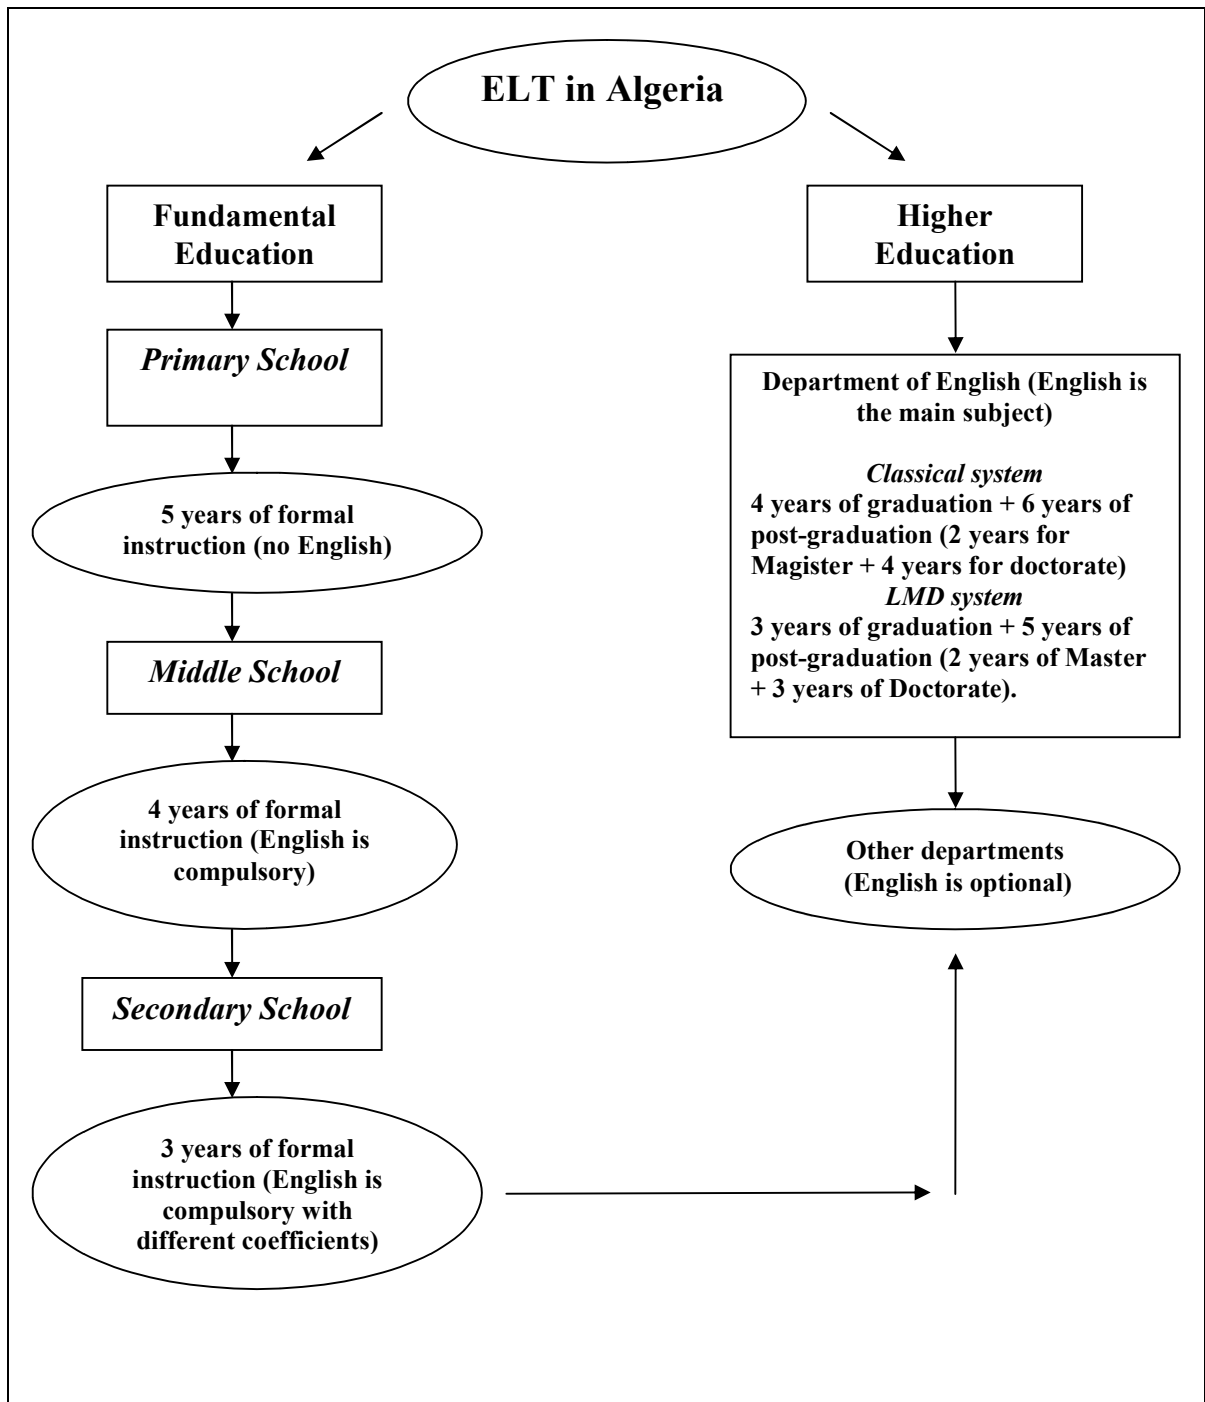 ELT in Algeria
Fundamental
Education
Primary School
5 years of formal
instruction (no English)
Middle School
4 years of formal
instruction (English is
compulsory)
Secondary School
3 years of formal
instruction (English is
compulsory with
different coefficients)
Higher
Education
Department of English (English is
the main subject)
Classical system
4 years of graduation + 6 years of
post-graduation (2 years for
Magister + 4 years for doctorate)
LMD system
3 years of graduation + 5 years of
post-graduation (2 years of Master
+ 3 years of Doctorate).
Other departments
(English is optional)